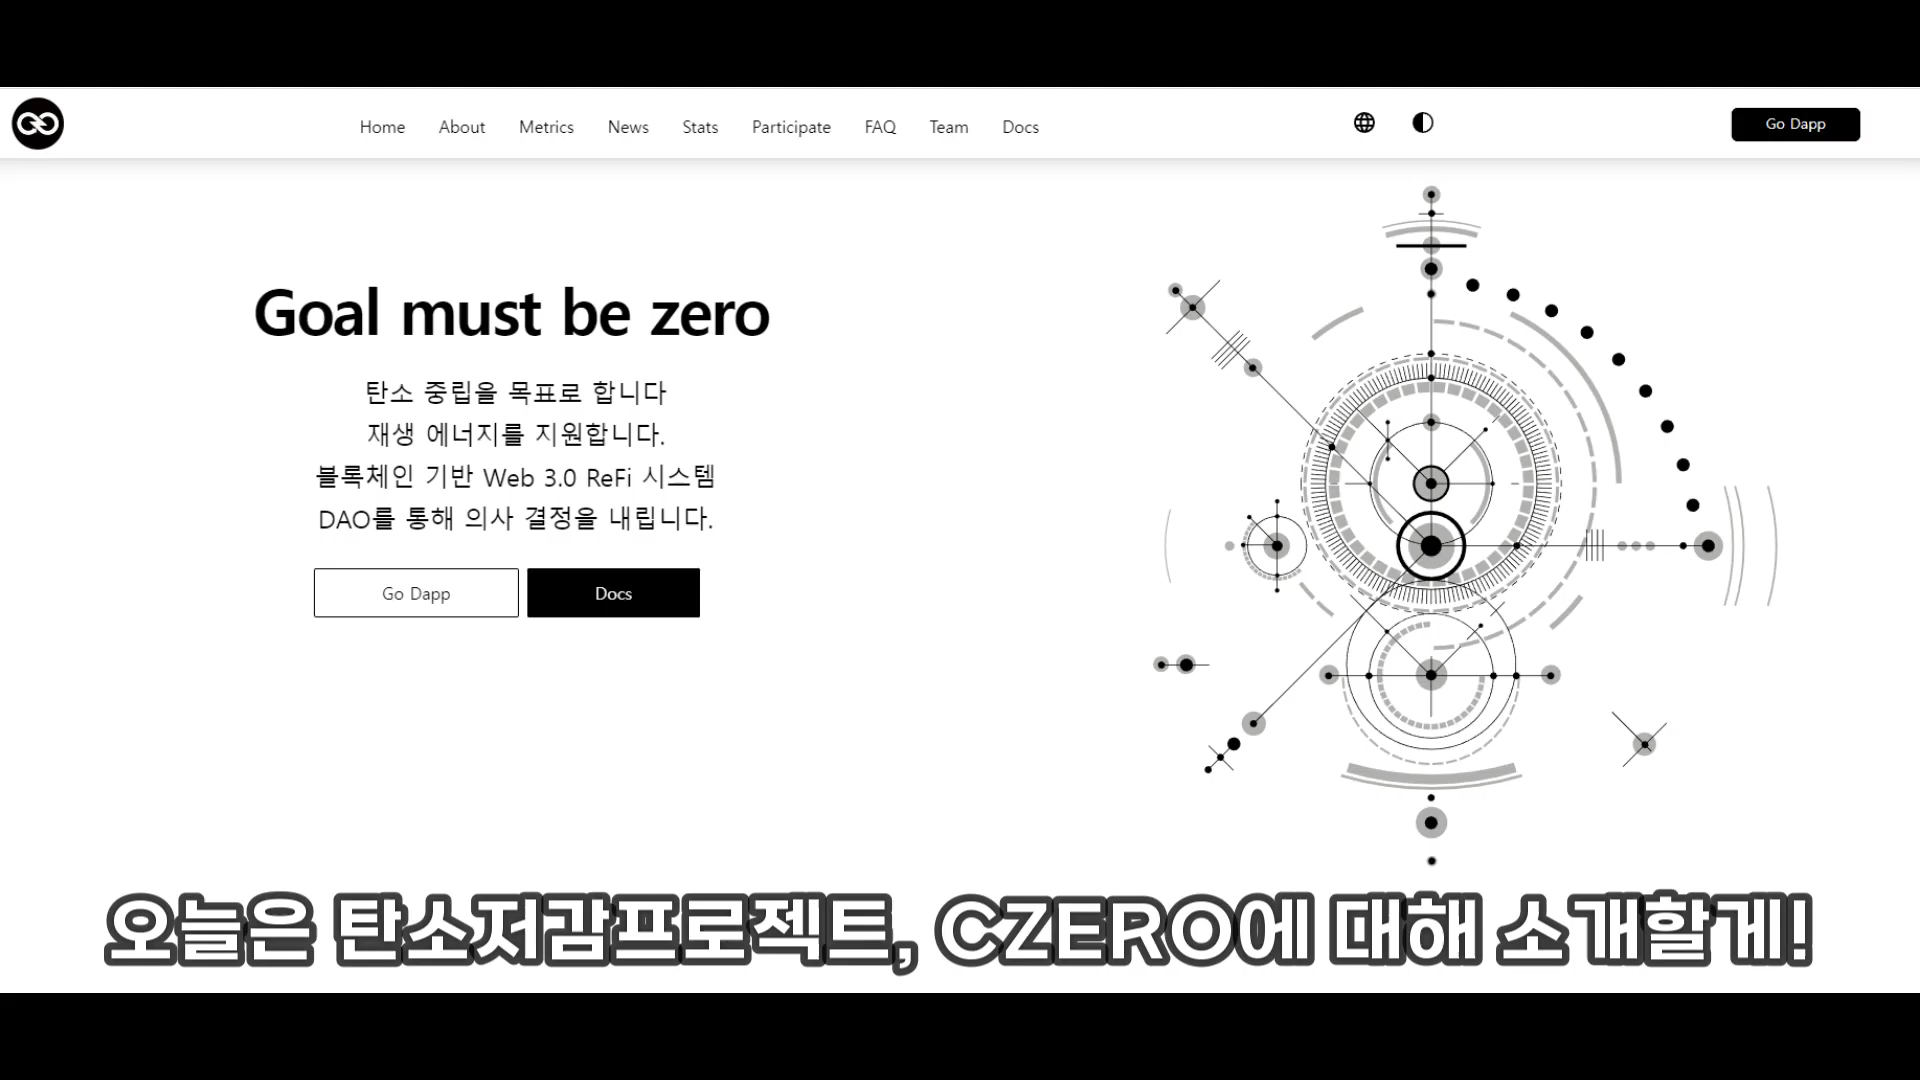 Home About Metrics News Stats Participate FAQ Team Docs Go Dapp
Goal must be zero
탄소 중립을 목표로 합니다
재생 에너지를 지원합니다.
블록체인 기반 Web 3.0 ReFi 시스템
DAO를 통해 의사 결정을 내립니다.
Go Dapp Docs
오늘은 탄소저감프로젝트, CZERO에 대해 소개할게!